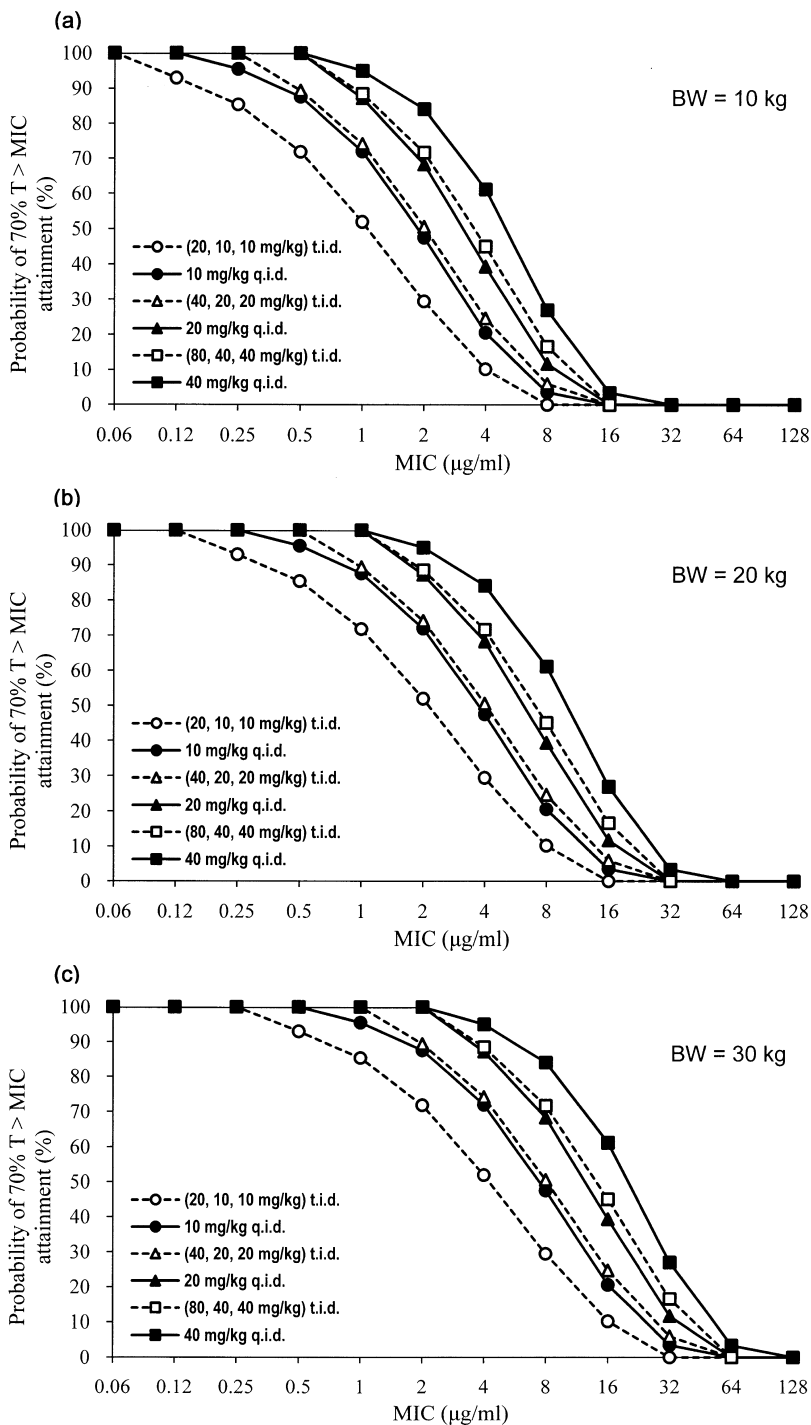 (a)
BW = 10 kg
Probability of 70% T > MIC
attainment (%)
100
90
80
70
60
50
40
30
20
10
0
(20, 10, 10 mg/kg) t.i.d.
10 mg/kg q.i.d.
(40, 20, 20 mg/kg) t.i.d.
20 mg/kg q.i.d.
(80, 40, 40 mg/kg) t.i.d.
40 mg/kg q.i.d.
0.06 0.12 0.25 0.5 1 2 4 8 16 32 64 128
MIC (μg/ml)
(b)
BW = 20 kg
Probability of 70% T > MIC
attainment (%)
100
90
80
70
60
50
40
30
20
10
0
(20, 10, 10 mg/kg) t.i.d.
10 mg/kg q.i.d.
(40, 20, 20 mg/kg) t.i.d.
20 mg/kg q.i.d.
(80, 40, 40 mg/kg) t.i.d.
40 mg/kg q.i.d.
0.06 0.12 0.25 0.5 1 2 4 8 16 32 64 128
MIC (μg/ml)
(c)
BW = 30 kg
Probability of 70% T > MIC
attainment (%)
100
90
80
70
60
50
40
30
20
10
0
(20, 10, 10 mg/kg) t.i.d.
10 mg/kg q.i.d.
(40, 20, 20 mg/kg) t.i.d.
20 mg/kg q.i.d.
(80, 40, 40 mg/kg) t.i.d.
40 mg/kg q.i.d.
0.06 0.12 0.25 0.5 1 2 4 8 16 32 64 128
MIC (μg/ml)